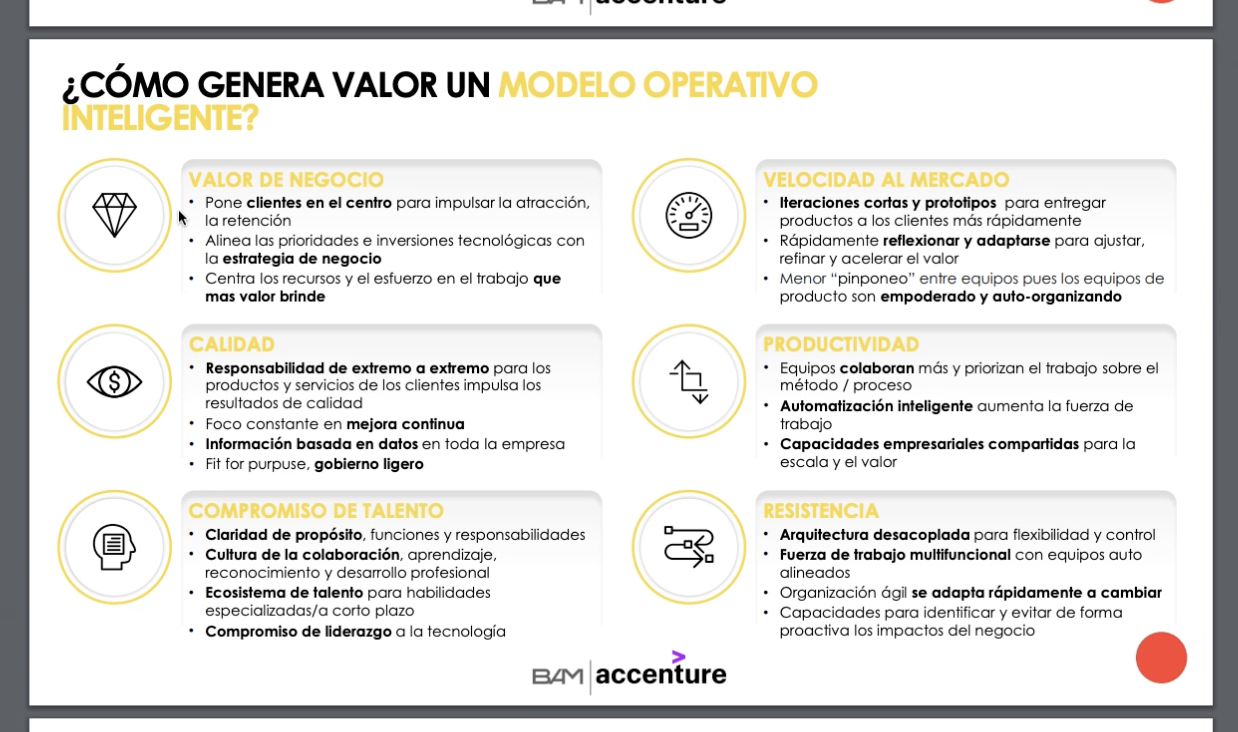 accenture
¿CÓMO GENERA VALOR UN MODELO OPERATIVO
INTELIGENTE?
VALOR DE NEGOCIO
• Pone clientes en el centro para impulsar la atracción,
la retención
• Alinea las prioridades e inversiones tecnológicas con
la estrategia de negocio
• Centra los recursos y el esfuerzo en el trabajo que
mas valor brinde
VELOCIDAD AL MERCADO
• Iteraciones cortas y prototipos para entregar
productos a los clientes más rápidamente
• Rápidamente reflexionar y adaptarse para ajustar,
refinar y acelerar el valor
• Menor “pinponeo” entre equipos pues los equipos de
producto son empoderado y auto-organizando
CALIDAD
• Responsabilidad de extremo a extremo para los
productos y servicios de los clientes impulsa los
resultados de calidad
• Foco constante en mejora continua
• Información basada en datos en toda la empresa
• Fit for purpuse, gobierno ligero
PRODUCTIVIDAD
• Equipos colaboran más y priorizan el trabajo sobre el
método / proceso
• Automatización inteligente aumenta la fuerza de
trabajo
• Capacidades empresariales compartidas para la
escala y el valor
COMPROMISO DE TALENTO
• Claridad de propósito, funciones y responsabilidades
• Cultura de la colaboración, aprendizaje,
reconocimiento y desarrollo profesional
• Ecosistema de talento para habilidades
especializadas/a corto plazo
• Compromiso de liderazgo a la tecnología
RESISTENCIA
• Arquitectura desacoplada para flexibilidad y control
• Fuerza de trabajo multifuncional con equipos auto
alineados
• Organización ágil se adapta rápidamente a cambiar
• Capacidades para identificar y evitar de forma
proactiva los impactos del negocio
BAM | accenture